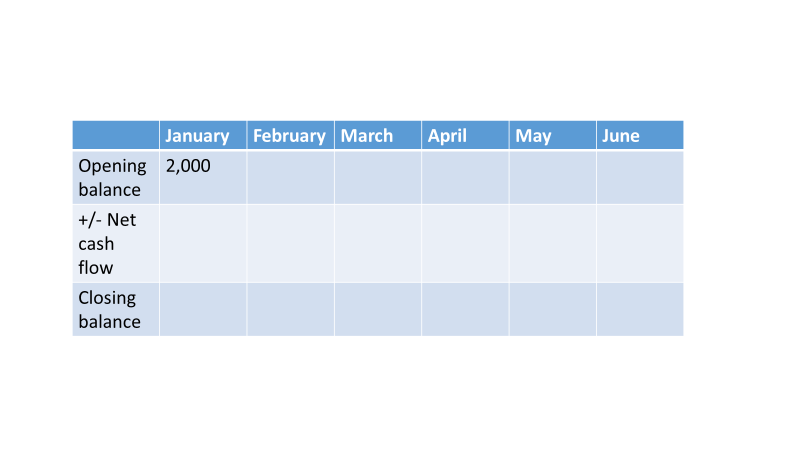 January February March April May June
Opening 2,000
balance
+/- Net
cash
flow
Closing
balance